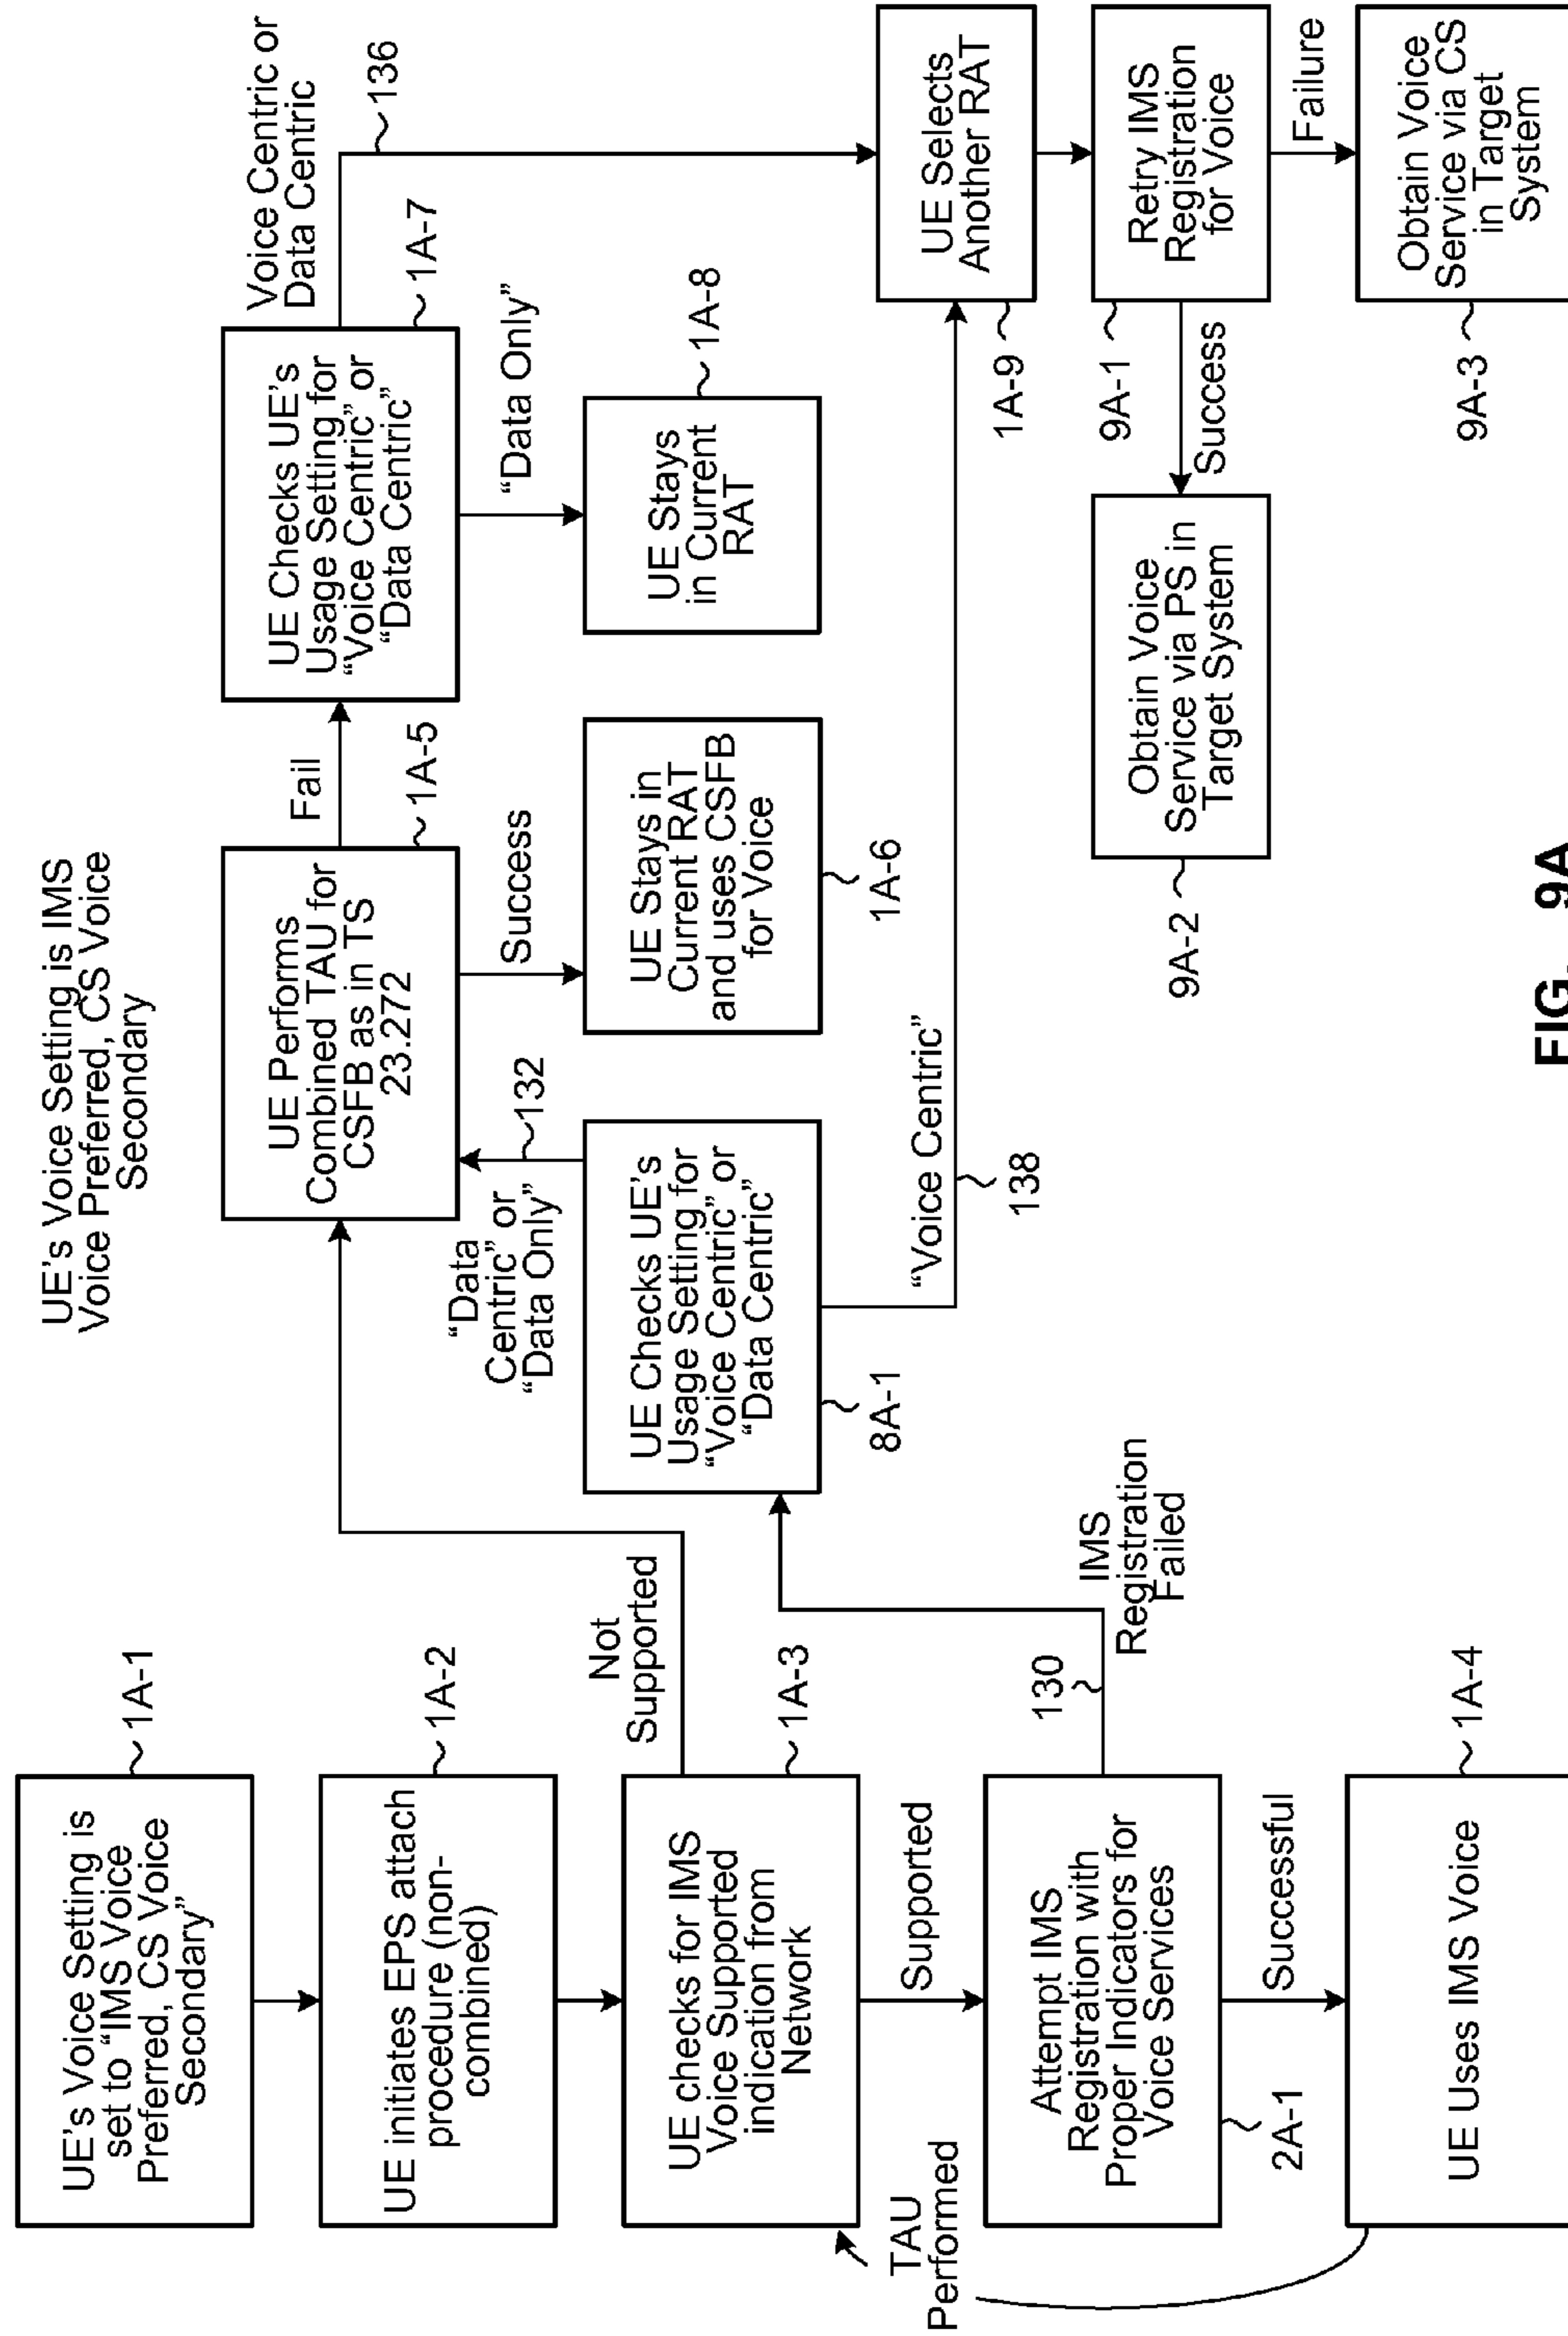 UE's Voice Setting is IMS
Voice Preferred, CS Voice
Secondary
UE's Voice Setting is
set to “IMS Voice
Preferred, CS Voice
Secondary”
1A-1
UE initiates EPS attach
procedure (non-
combined)
1A-2
UE checks for IMS
Voice Supported
indication from
Network
1A-3
Not
Supported
Supported
TAU
Performed
Attempt IMS
Registration with
Proper Indicators for
Voice Services
2A-1
130
IMS
Registration
Failed
Successful
UE Uses IMS Voice
1A-4
UE Performs
Combined TAU for
CSFB as in TS
23.272
1A-5
Fail
Success
“Data
Centric” or
“Data Only”
132
UE Checks UE's
Usage Setting for
“Voice Centric” or
“Data Centric”
8A-1
“Voice Centric”
138
UE Stays in
Current RAT
and uses CSFB
for Voice
1A-6
UE Checks UE's
Usage Setting for
“Voice Centric” or
“Data Centric”
1A-7
Voice Centric or
Data Centric
136
“Data Only”
UE Stays
in Current
RAT
1A-8
UE Selects
Another RAT
1A-9
Retry IMS
Registration
for Voice
9A-1
Success
Failure
Obtain Voice
Service via PS in
Target System
9A-2
Obtain Voice
Service via CS
in Target
System
9A-3
FIG. 9A